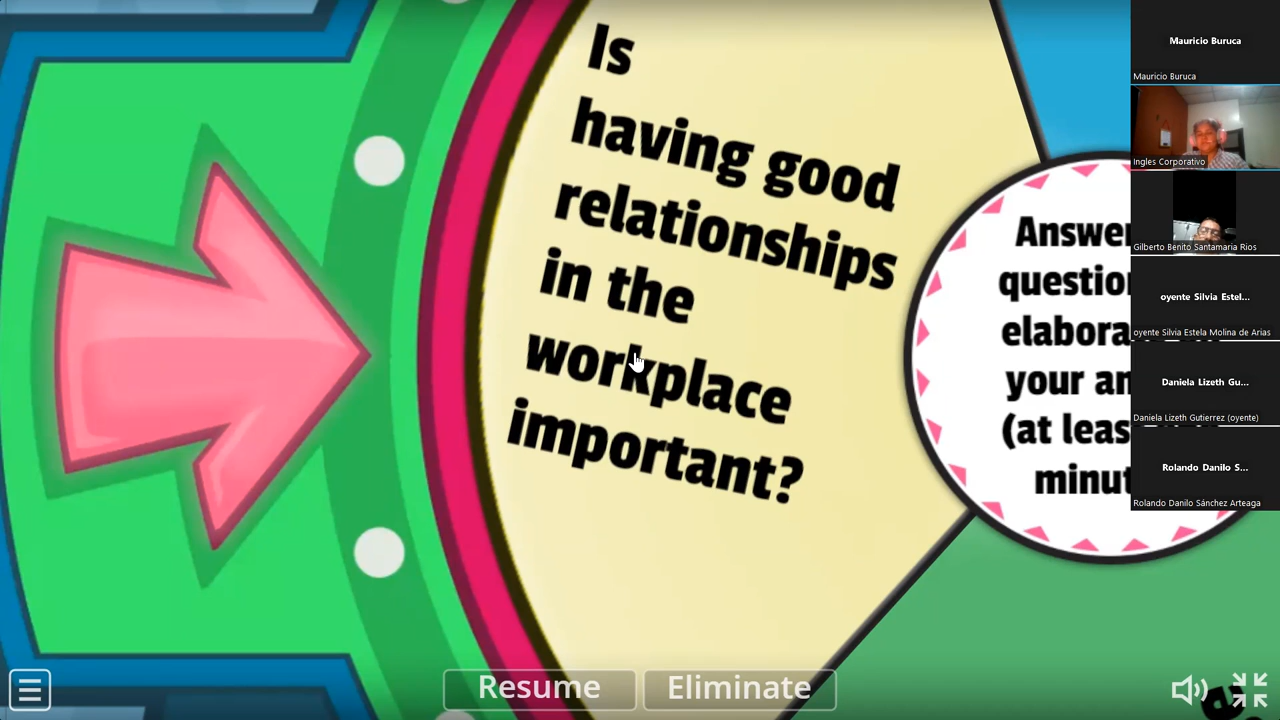 Is
having good
relationships
in the
workplace
important?
Answer
questio
elabora
your an
(at leas
minut
Resume
Eliminate
Mauricio Buruca
Mauricio Buruca
Ingles Corporativo
Gilberto Benito Santamaria Rios
oyente Silvia Estel...
oyente Silvia Estela Molina de Arias
Daniela Lizeth Gu...
Daniela Lizeth Gutierrez (oyente)
Rolando Danilo S...
Rolando Danilo Sánchez Arteaga